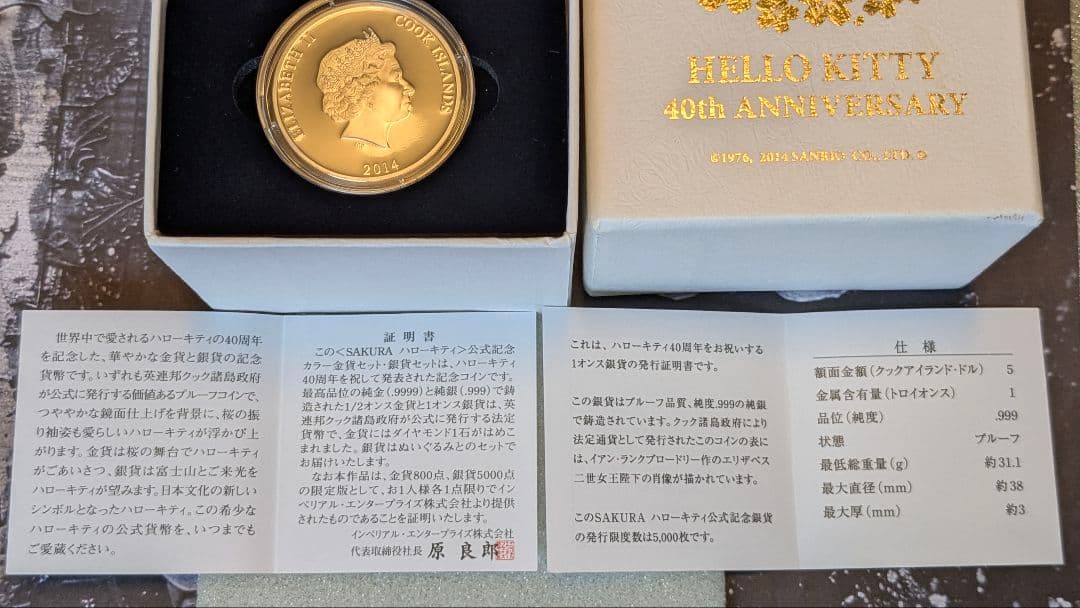 ELIZABETH II
COOK ISLANDS
2014
HELLO KITTY
40th ANNIVERSARY
©1976, 2014 SANRIO CO., LTD.
世界中で愛されるハローキティの40周年
を記念した、華やかな金貨と銀貨の記念
貨幣です。いずれも英連邦クック諸島政府
が公式に発行する価値あるプルーフコインで、
つややかな鏡面仕上げを背景に、桜の振
り袖姿も愛らしいハローキティが浮かび上
がります。金貨は桜の舞台でハローキティ
がごあいさつ、銀貨は富士山とご来光を
ハローキティが望みます。日本文化の新しい
シンボルとなったハローキティ。この希少な
ハローキティの公式貨幣を、いつまでも
ご愛蔵ください。
証明書
この＜SAKURA ハローキティ＞公式記念
カラー金貨セット・銀貨セットは、ハローキティ
40周年を祝して発表された記念コインです。
最高品位の純金（.9999）と純銀（.999）で鋳
造された1/2オンス金貨と1オンス銀貨は、英
連邦クック諸島政府が公式に発行する法定
貨幣で、金貨にはダイヤモンド1石がはめこ
まれました。銀貨はぬいぐるみとのセットで
お届けいたします。
なお本作品は、金貨800点、銀貨5000点
の限定版として、お1人様各1点限りでイン
ペリアル・エンタープライズ株式会社より提供
されたものであることを証明いたします。
インペリアル・エンタープライズ株式会社
代表取締役社長 原 良郎
これは、ハローキティ40周年をお祝いする
1オンス銀貨の発行証明書です。
この銀貨はプルーフ品質、純度.999の純銀
で鋳造されています。クック諸島政府により
法定通貨として発行されたこのコインの表に
は、イアン・ランクブロードリー作のエリザベス
二世女王陛下の肖像が描かれています。
このSAKURA ハローキティ公式記念銀貨
の発行限度数は5,000枚です。
仕様
額面金額（クックアイランド・ドル） 5
金属含有量（トロイオンス） 1
品位（純度） .999
状態 プルーフ
最低総重量（g） 約31.1
最大直径（mm） 約38
最大厚（mm） 約3